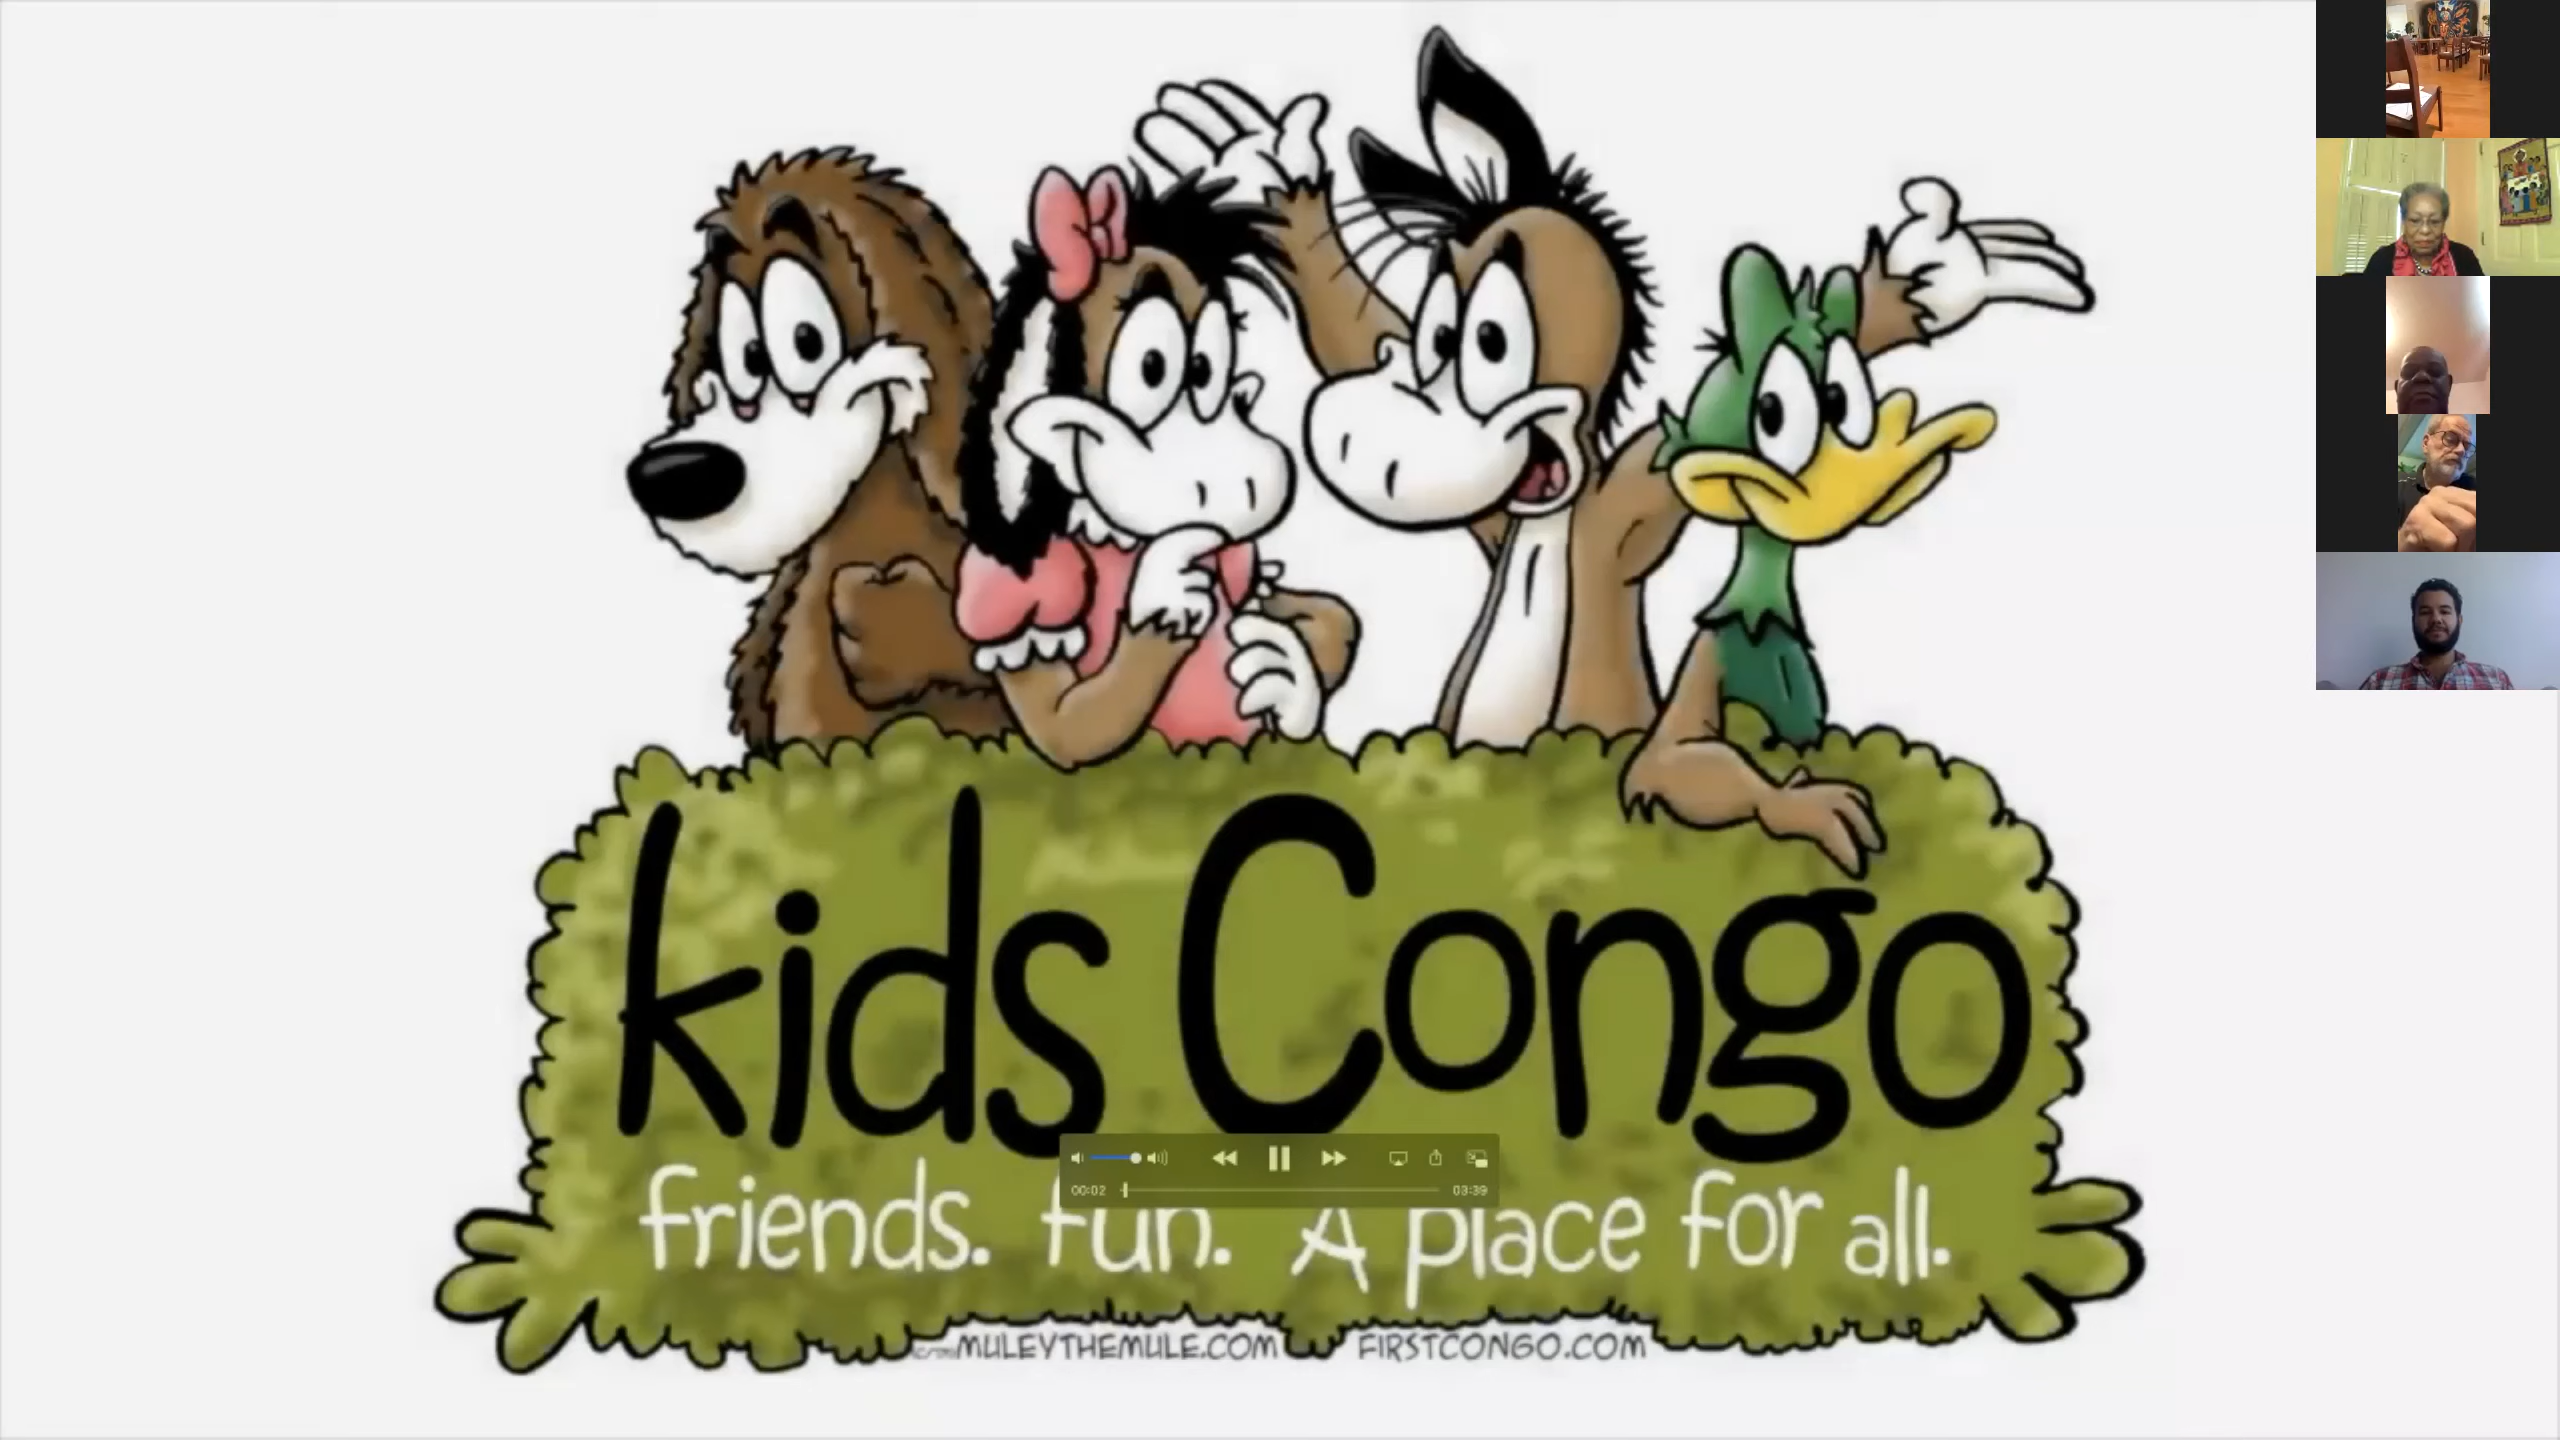 kids Congo
friends. fun. A place for all.
00:02
03:39
MULEYTHEMULE.COM
FIRSTCONGO.COM